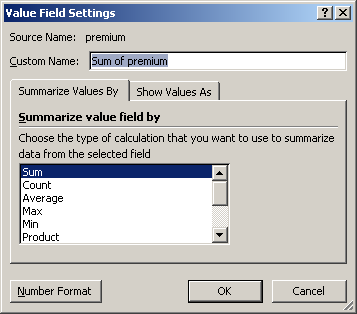 Value Field Settings
Source Name: premium
Custom Name: Sum of premium
Summarize Values By Show Values As
Summarize value field by
Choose the type of calculation that you want to use to summarize
data from the selected field
Sum
Count
Average
Max
Min
Product
Number Format OK Cancel